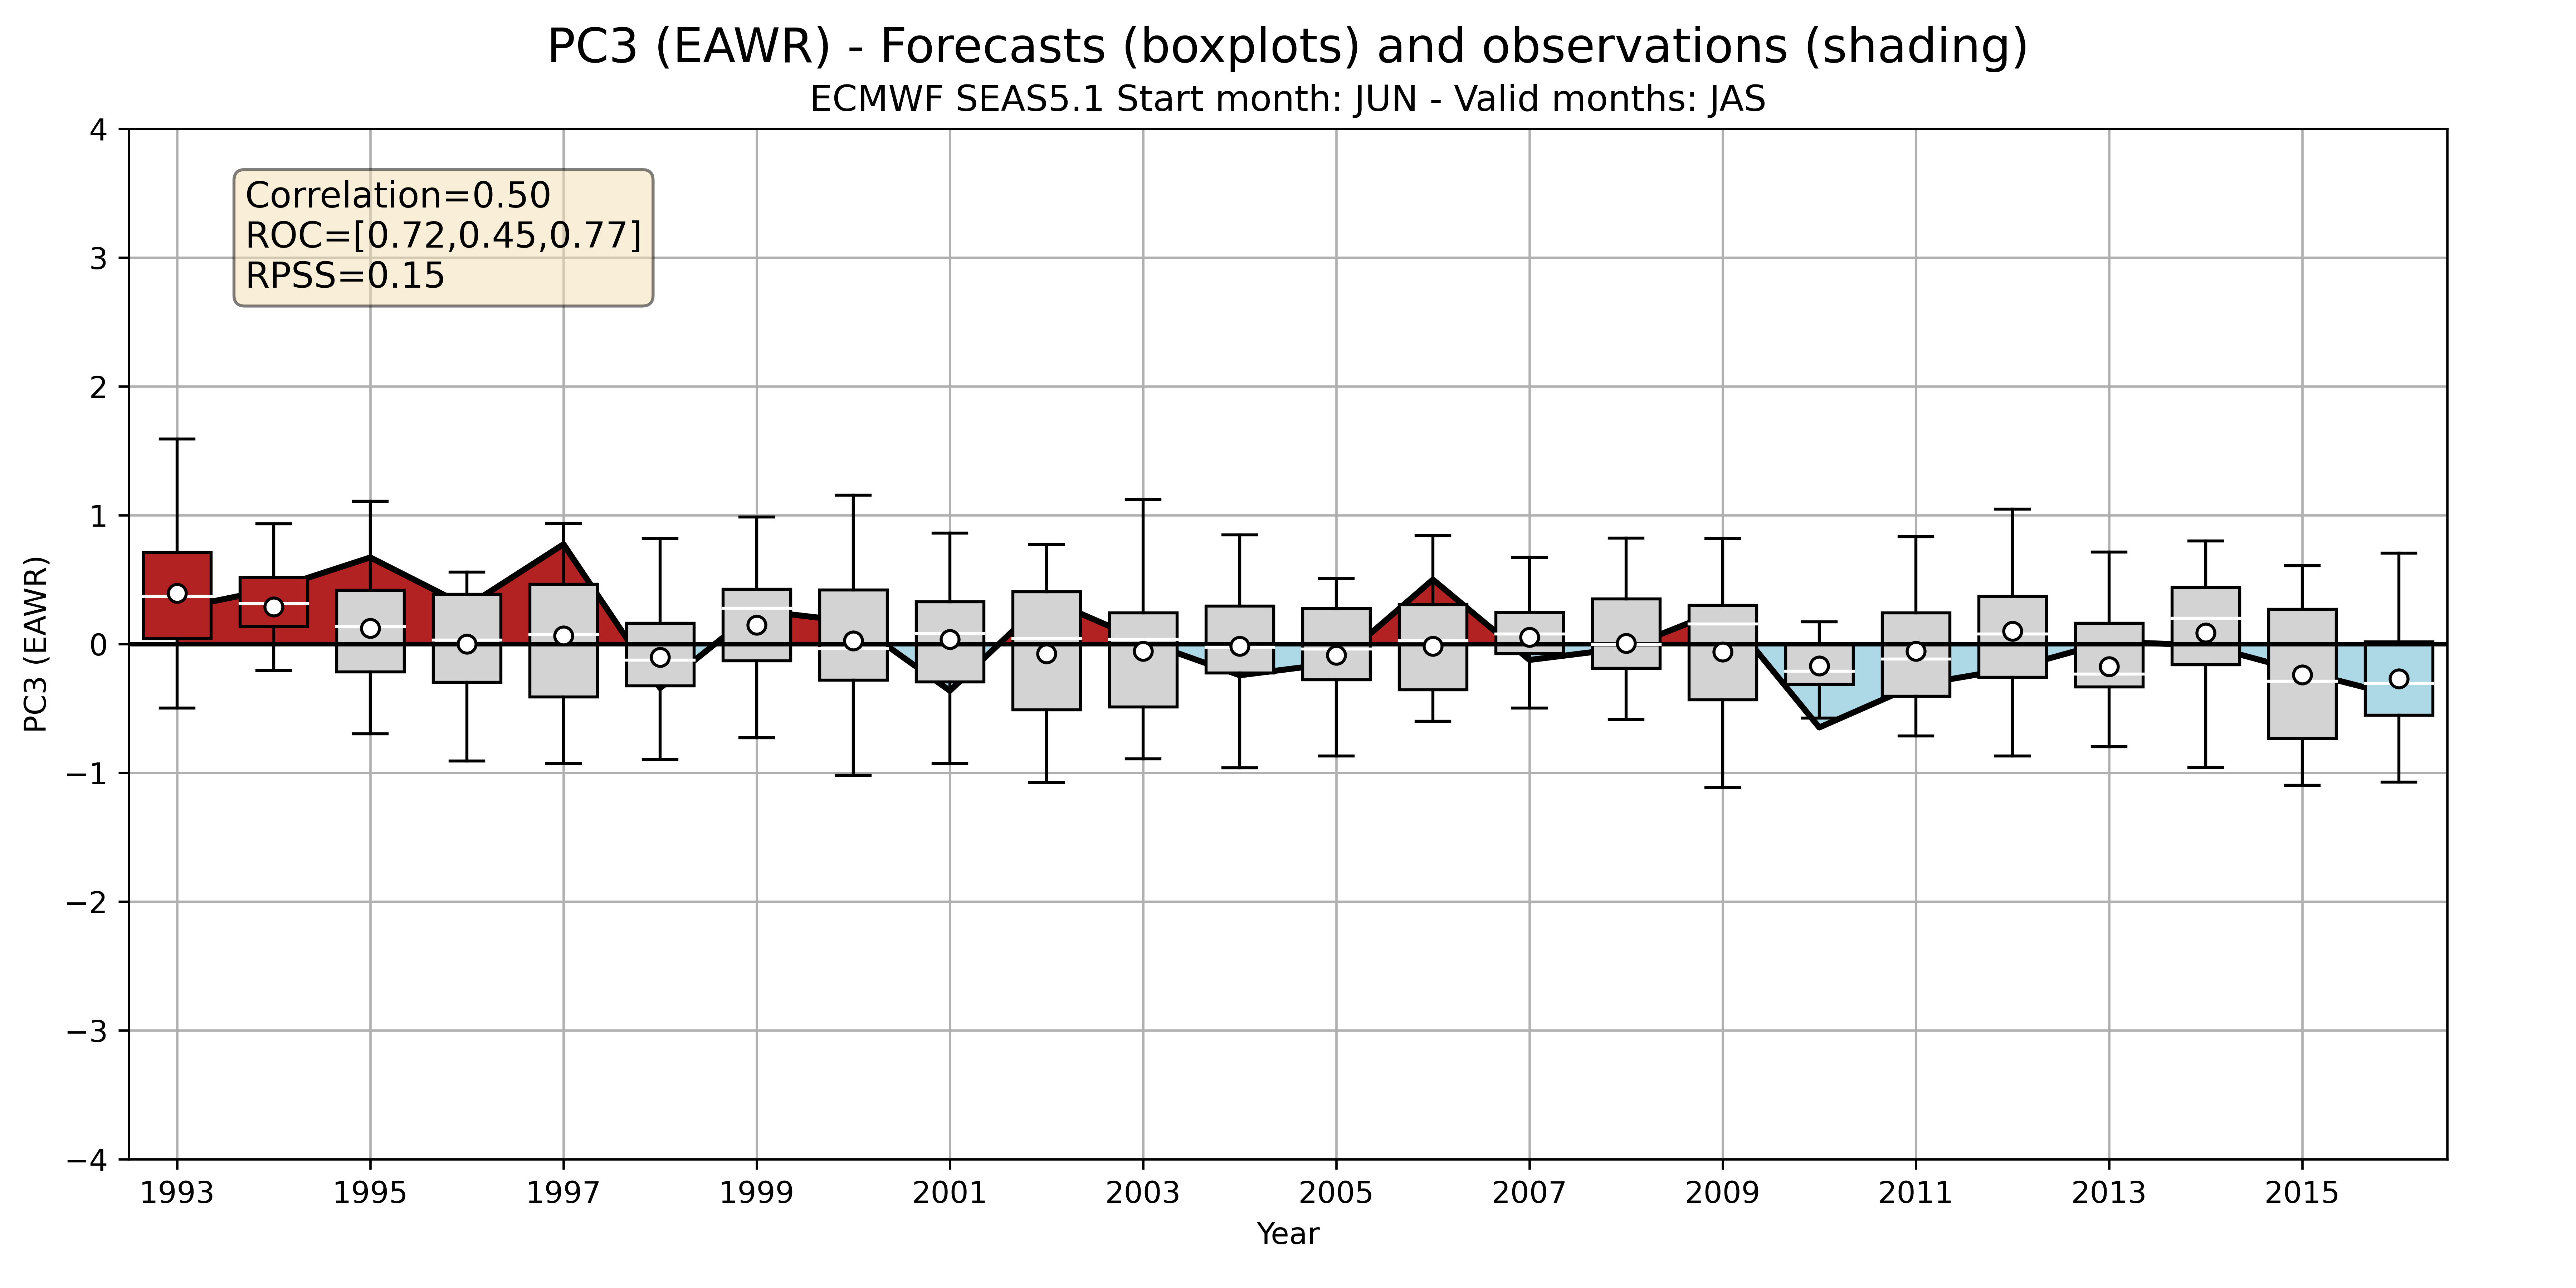 PC3 (EAWR) - Forecasts (boxplots) and observations (shading)
ECMWF SEAS5.1 Start month: JUN - Valid months: JAS
Correlation=0.50
ROC=[0.72,0.45,0.77]
RPSS=0.15
PC3 (EAWR)
4
3
2
1
0
−1
−2
−3
−4
1993 1995 1997 1999 2001 2003 2005 2007 2009 2011 2013 2015
Year